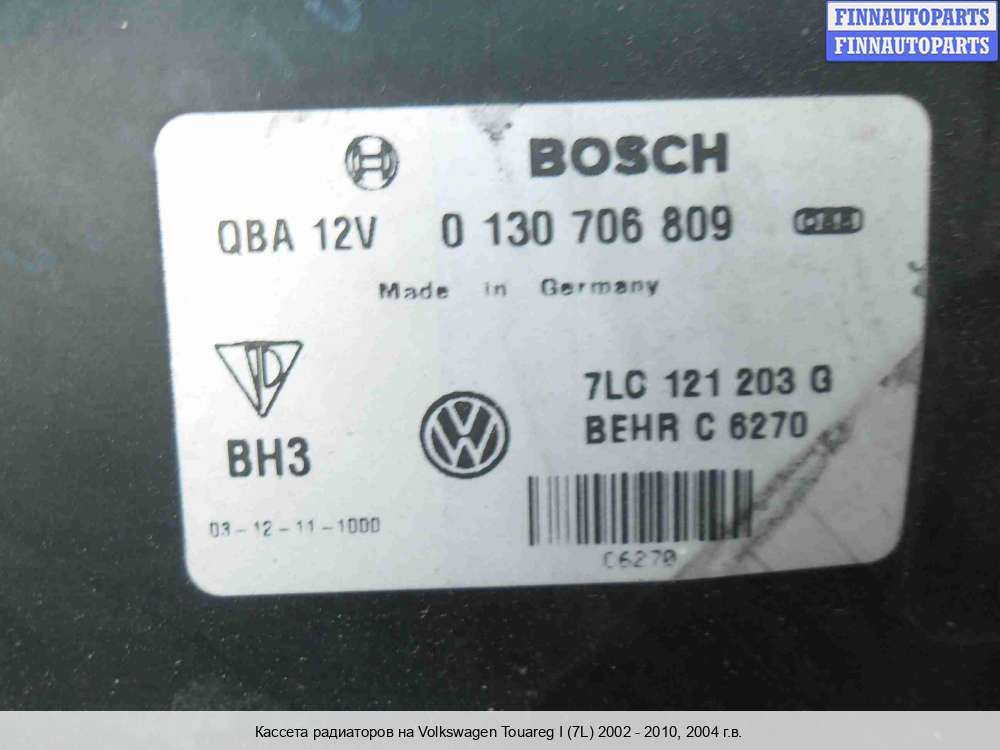 FINNAUTOPARTS
FINNAUTOPARTS
BOSCH
QBA 12V 0 130 706 809
Made in Germany
7LC 121 203 G
BEHR C 6270
BH3
03-12-11-1000
C6270
Кассета радиаторов на Volkswagen Touareg I (7L) 2002 - 2010, 2004 г.в.